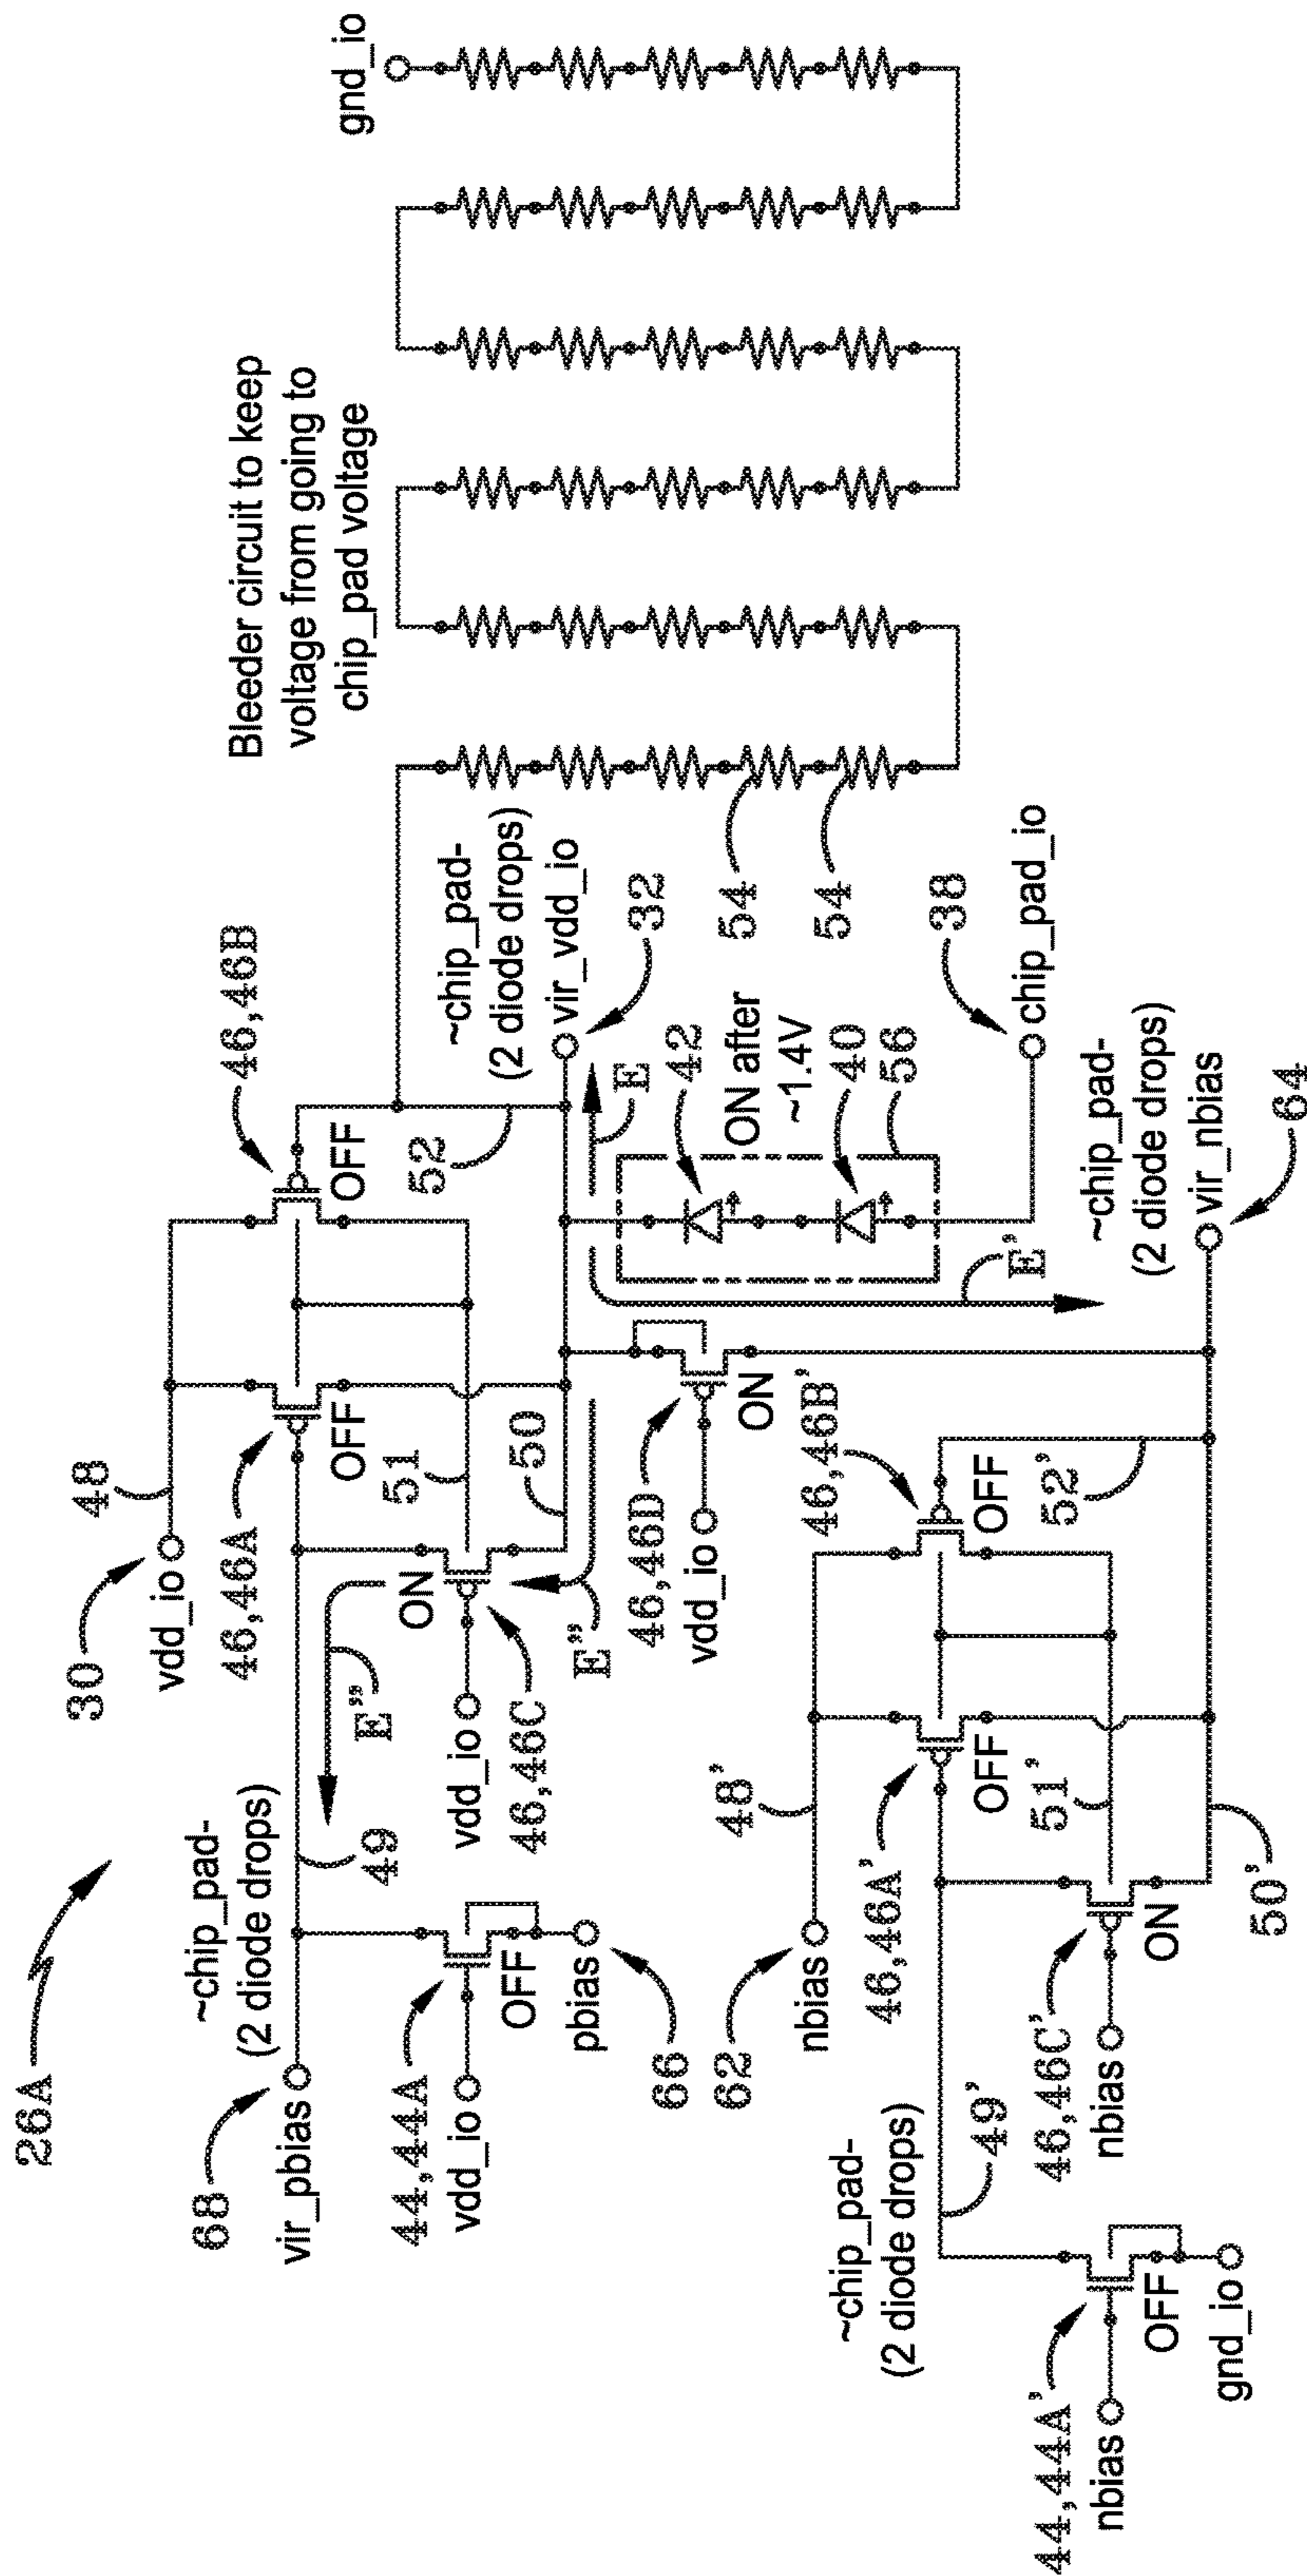 26A
30
vdd_io
48
46,46A
OFF
46,46B
OFF
Bleeder circuit to keep
voltage from going to
chip_pad voltage
gnd_io
68
vir_pbias
~chip_pad-
(2 diode drops)
49
E"
ON
51
50
52
~chip_pad-
(2 diode drops)
vir_vdd_io
32
54
54
44,44A
vdd_io
OFF
pbias
66
vdd_io
46,46C
E"
46,46D
vdd_io
ON
E
E'
ON after
~1.4V
42
40
56
38
chip_pad_io
62
nbias
48'
46,46A'
OFF
46,46B'
OFF
52'
~chip_pad-
(2 diode drops)
vir_nbias
64
~chip_pad-
(2 diode drops)
49'
51'
50'
ON
46,46C'
nbias
44,44A'
nbias
OFF
gnd_io